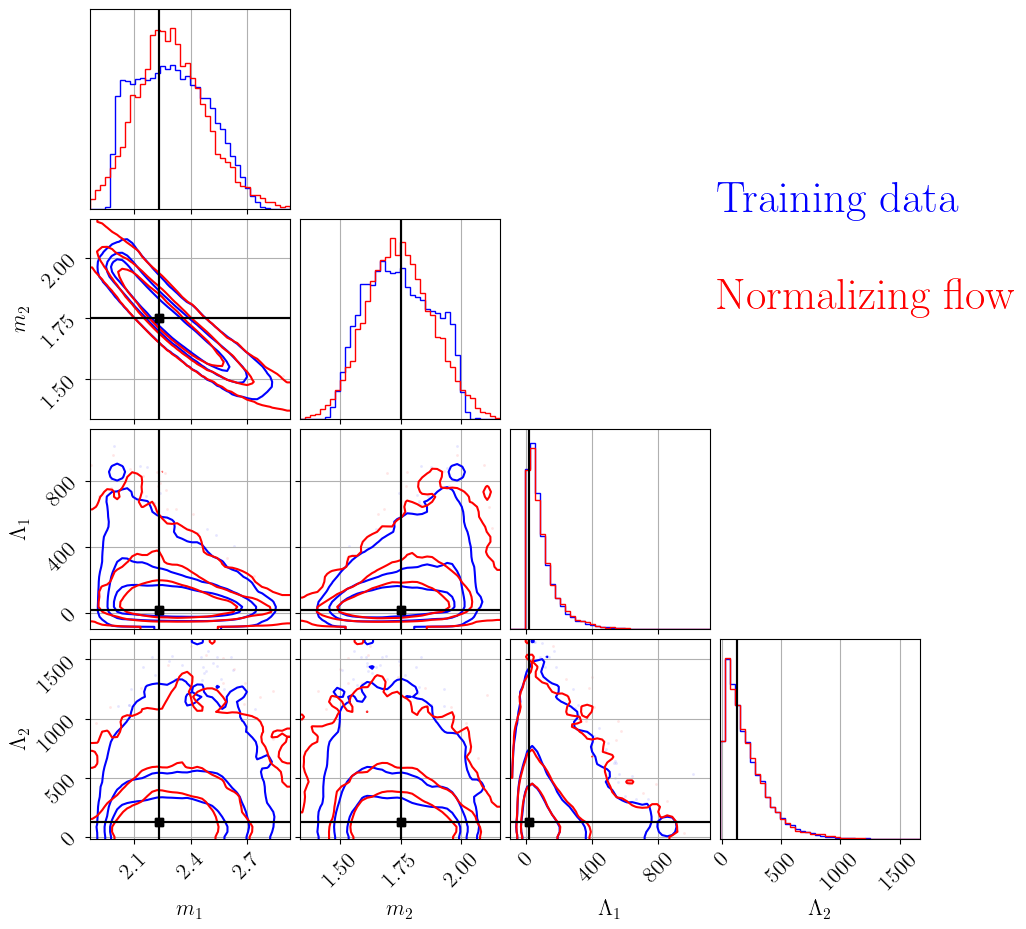 Training data
Normalizing flow
2.00
1.75
1.50
m₂
800
400
0
Λ₁
1500
1000
500
0
Λ₂
2.1 2.4 2.7
1.50 1.75 2.00
0 400 800
0 500 1000 1500
m₁ m₂ Λ₁ Λ₂